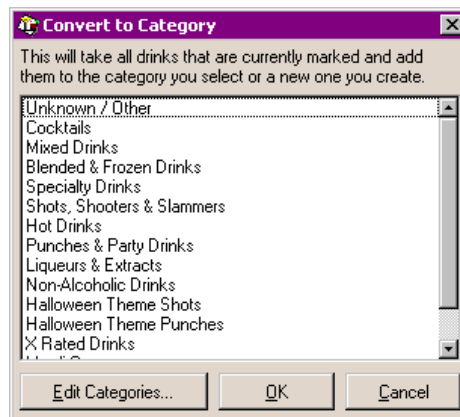 Convert to Category
This will take all drinks that are currently marked and add
them to the category you select or a new one you create.
Unknown / Other
Cocktails
Mixed Drinks
Blended & Frozen Drinks
Specialty Drinks
Shots, Shooters & Slammers
Hot Drinks
Punches & Party Drinks
Liqueurs & Extracts
Non-Alcoholic Drinks
Halloween Theme Shots
Halloween Theme Punches
X Rated Drinks
Edit Categories...
OK
Cancel